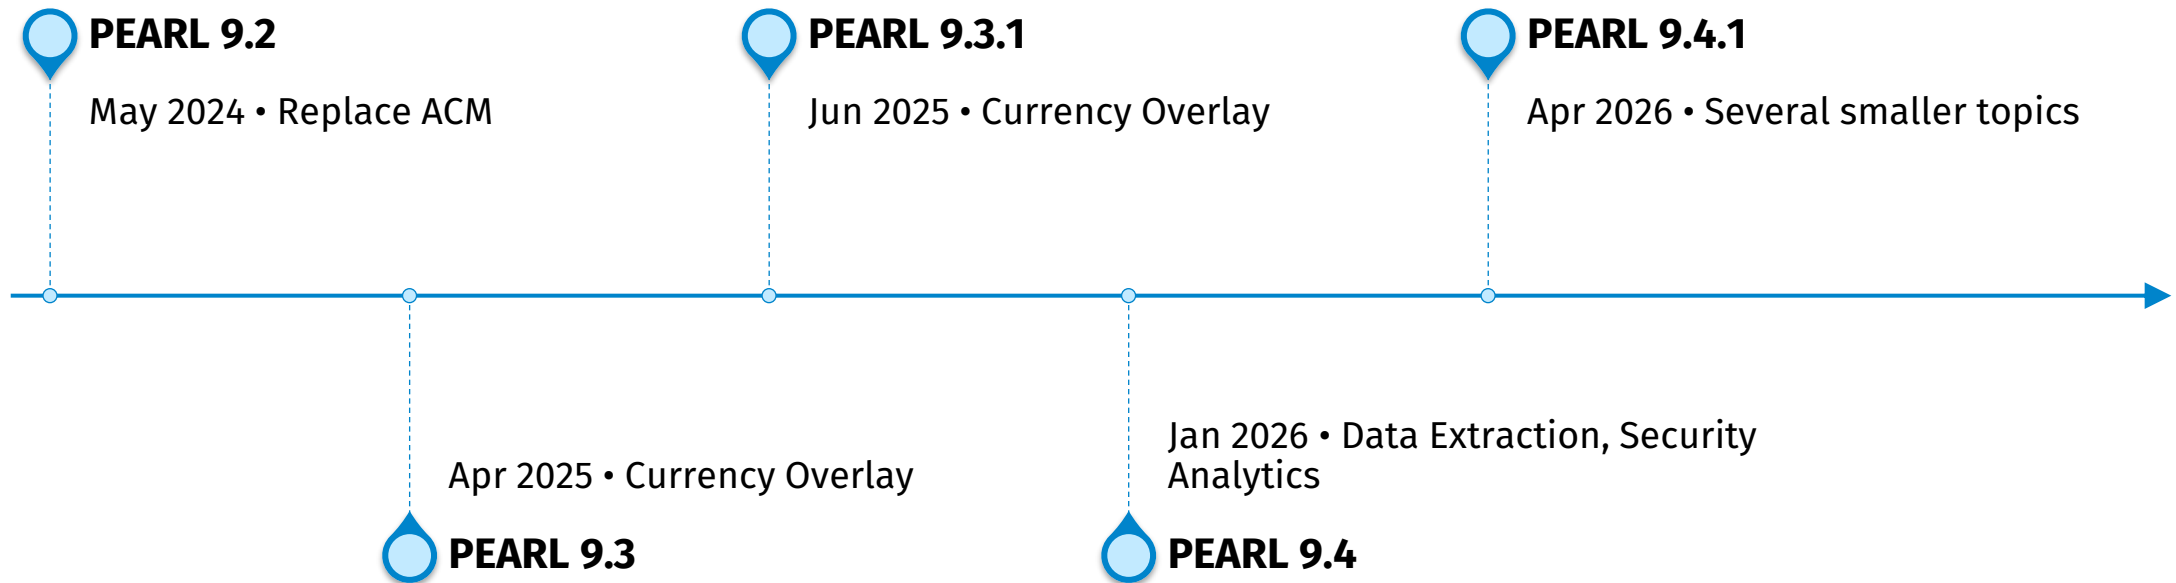 PEARL 9.2
May 2024 • Replace ACM
PEARL 9.3.1
Jun 2025 • Currency Overlay
PEARL 9.4.1
Apr 2026 • Several smaller topics
Apr 2025 • Currency Overlay
PEARL 9.3
Jan 2026 • Data Extraction, Security
Analytics
PEARL 9.4